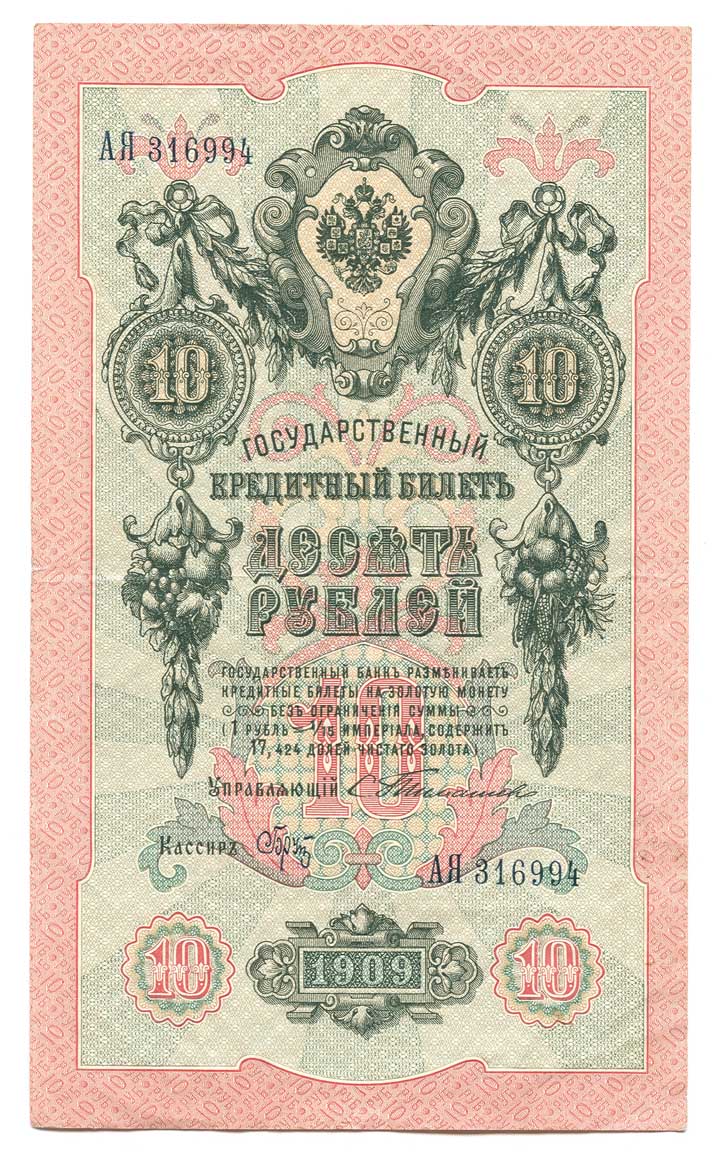 АЯ 316994
10 10
ГОСУДАРСТВЕННЫЙ
КРЕДИТНЫЙ БИЛЕТЪ
ДЕСЯТЬ
РУБЛЕЙ
ГОСУДАРСТВЕННЫЙ БАНКЪ РАЗМѢНИВАЕТЪ
КРЕДИТНЫЕ БИЛЕТЫ НА ЗОЛОТУЮ МОНЕТУ
БЕЗЪ ОГРАНИЧЕНІЯ СУММЫ
(1 РУБЛЬ = 1/15 ИМПЕРІАЛА, СОДЕРЖИТЪ
17,424 ДОЛЕЙ ЧИСТАГО ЗОЛОТА).
10
УПРАВЛЯЮЩІЙ
КАССИРЪ
АЯ 316994
10 1909 10